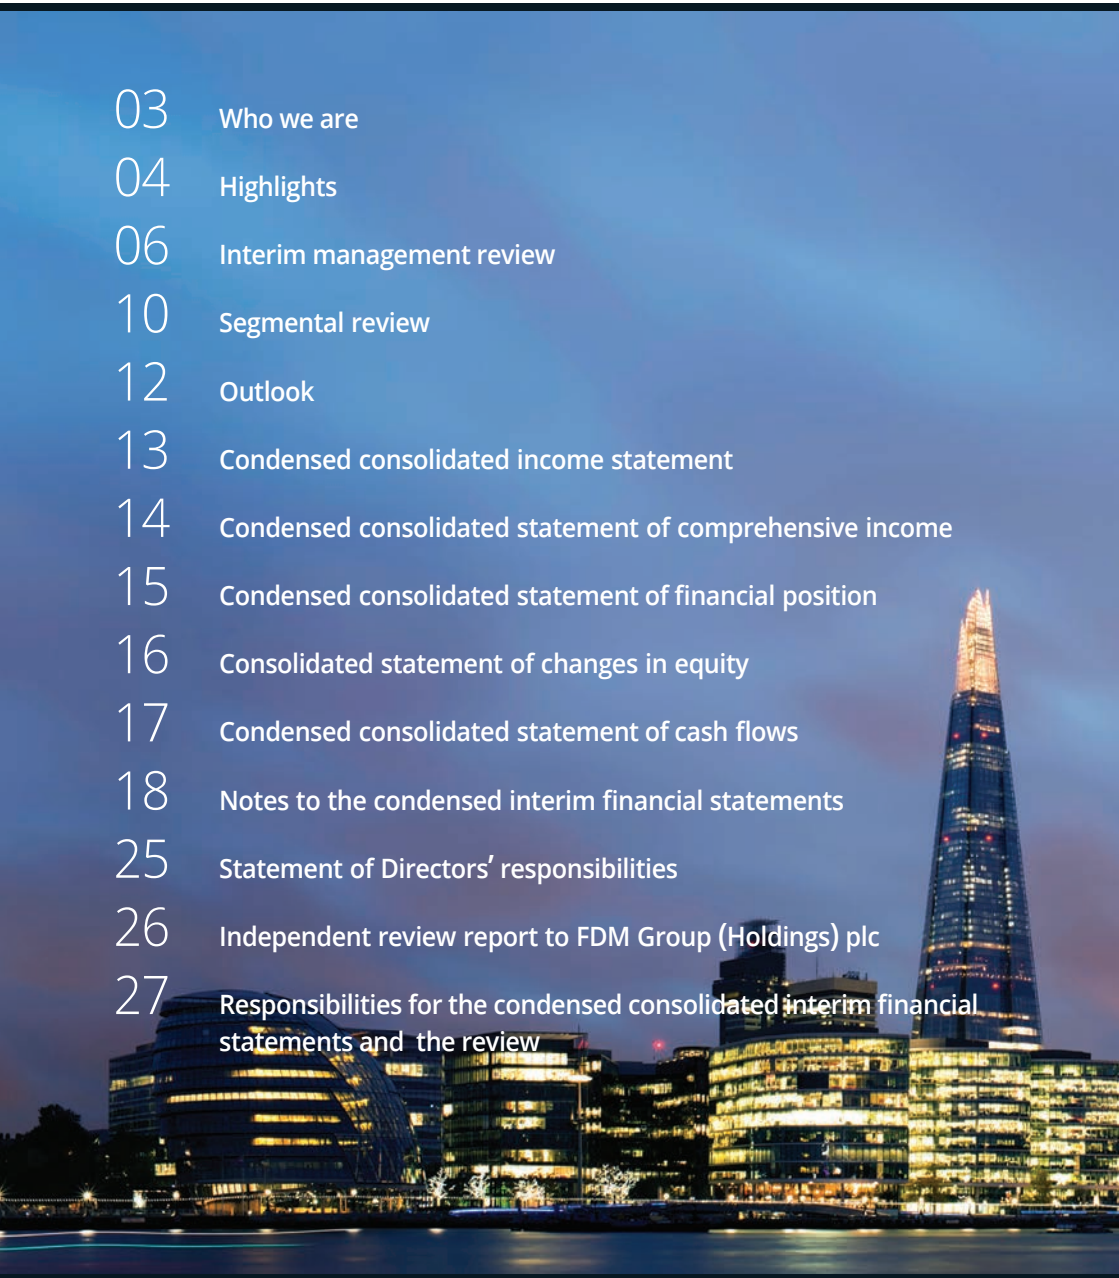 03 Who we are
04 Highlights
06 Interim management review
10 Segmental review
12 Outlook
13 Condensed consolidated income statement
14 Condensed consolidated statement of comprehensive income
15 Condensed consolidated statement of financial position
16 Consolidated statement of changes in equity
17 Condensed consolidated statement of cash flows
18 Notes to the condensed interim financial statements
25 Statement of Directors’ responsibilities
26 Independent review report to FDM Group (Holdings) plc
27 Responsibilities for the condensed consolidated interim financial
statements and the review